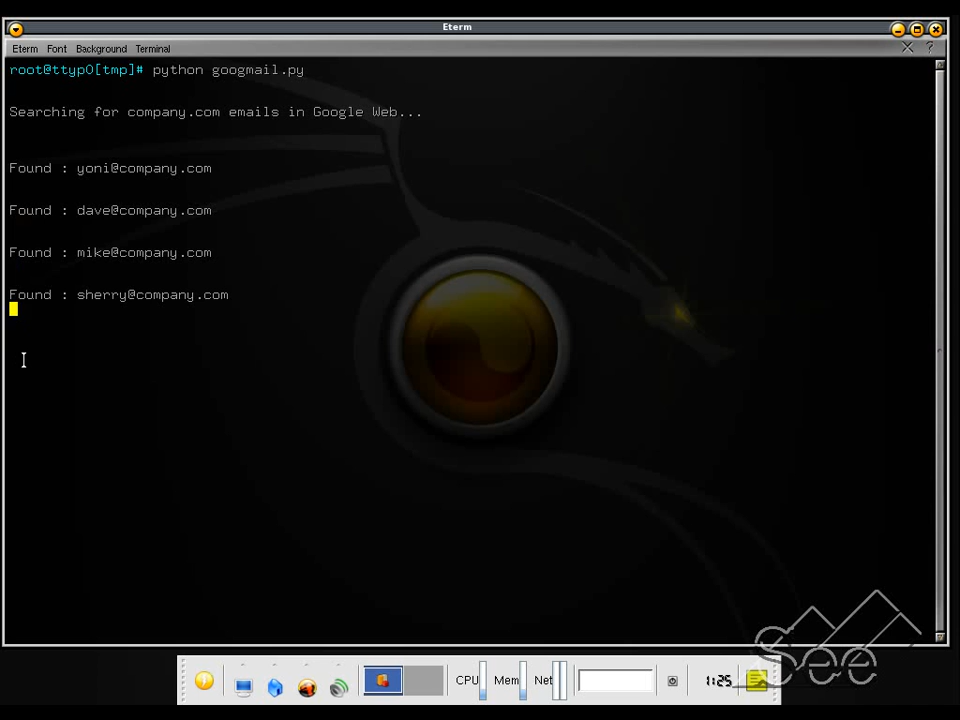 Eterm
Eterm Font Background Terminal
root@ttyp0[tmp]# python googmail.py
Searching for company.com emails in Google Web...
Found : yoni@company.com
Found : dave@company.com
Found : mike@company.com
Found : sherry@company.com
CPU Mem Net 1:25
See